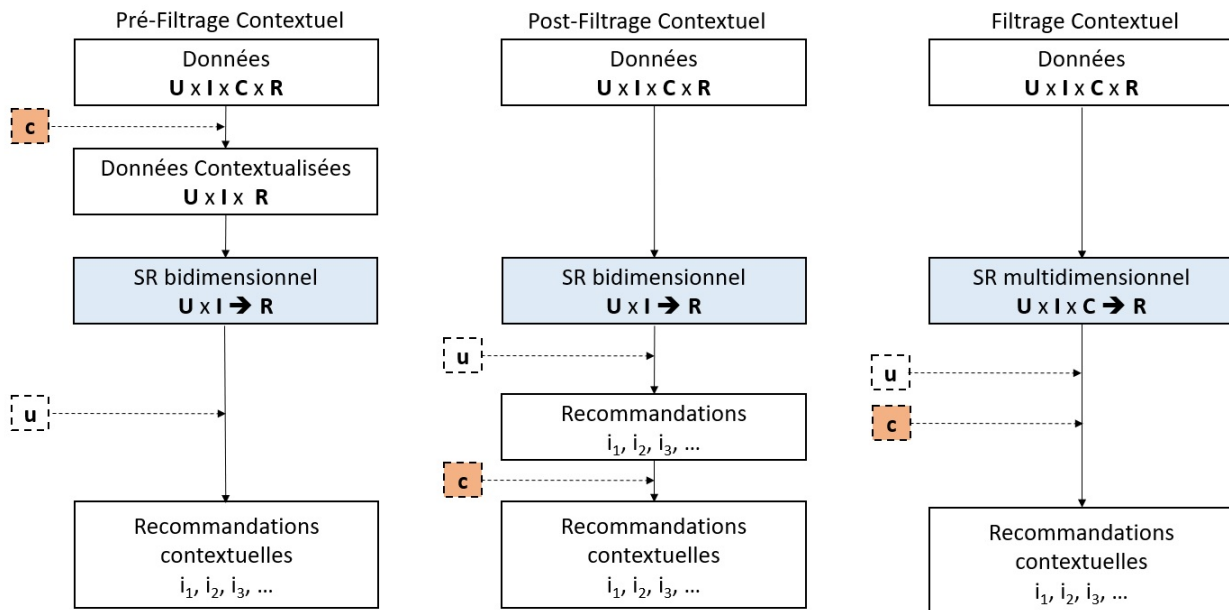 Pré-Filtrage Contextuel
Données
U x I x C x R
c
Données Contextualisées
U x I x R
SR bidimensionnel
U x I ➔ R
u
Recommandations
contextuelles
i₁, i₂, i₃, ...
Post-Filtrage Contextuel
Données
U x I x C x R
SR bidimensionnel
U x I ➔ R
u
Recommandations
i₁, i₂, i₃, ...
c
Recommandations
contextuelles
i₁, i₂, i₃, ...
Filtrage Contextuel
Données
U x I x C x R
SR multidimensionnel
U x I x C ➔ R
u
c
Recommandations
contextuelles
i₁, i₂, i₃, ...